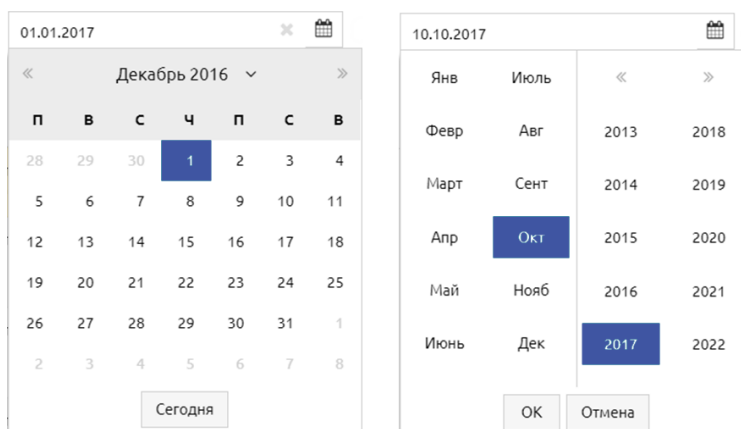 01.01.2017
« Декабрь 2016 »
П В С Ч П С В
28 29 30 1 2 3 4
5 6 7 8 9 10 11
12 13 14 15 16 17 18
19 20 21 22 23 24 25
26 27 28 29 30 31 1
2 3 4 5 6 7 8
Сегодня
10.10.2017
Янв Июль « »
Февр Авг 2013 2018
Март Сент 2014 2019
Апр Окт 2015 2020
Май Нояб 2016 2021
Июнь Дек 2017 2022
OK Отмена